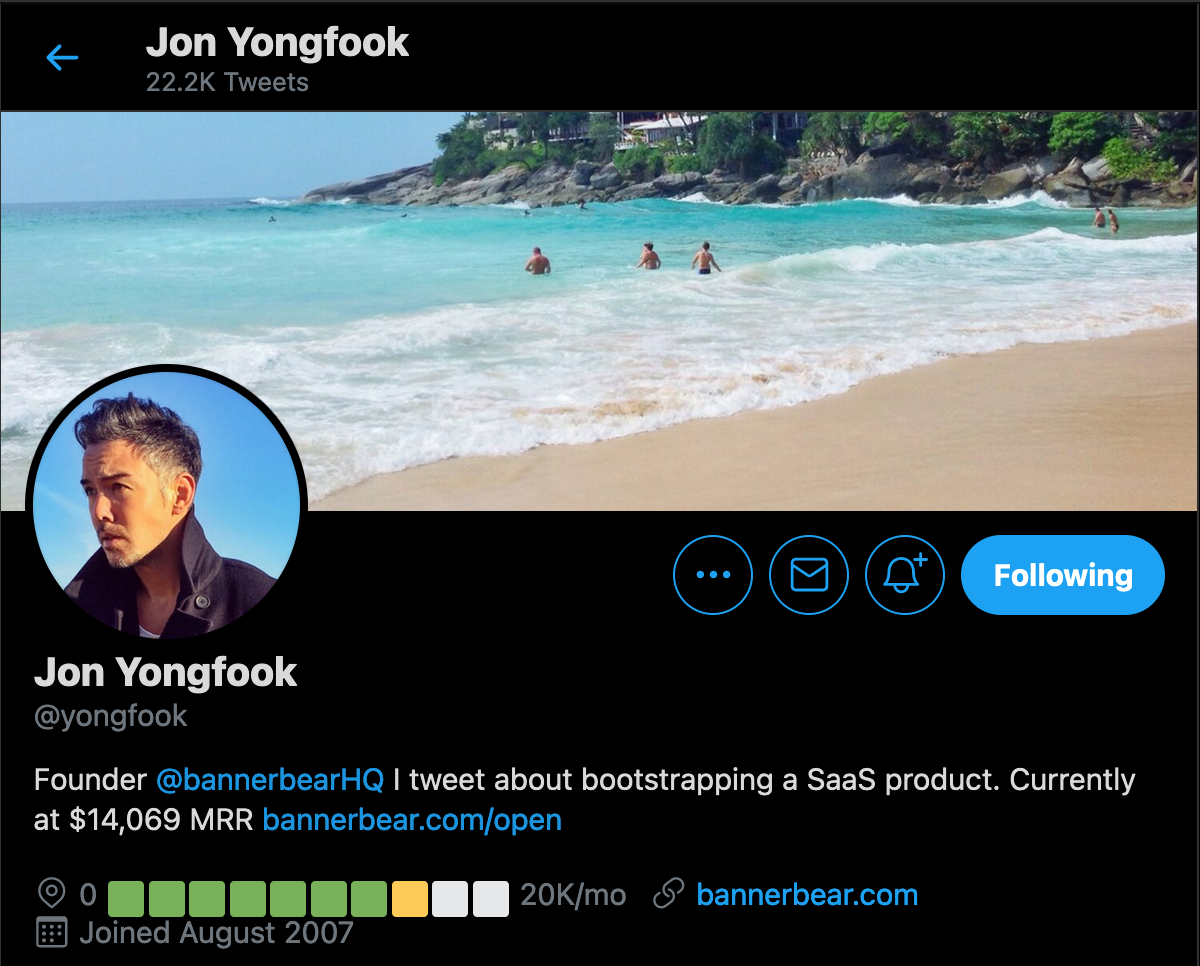 Jon Yongfook
22.2K Tweets
Following
Jon Yongfook
@yongfook
Founder @bannerbearHQ I tweet about bootstrapping a SaaS product. Currently
at $14,069 MRR bannerbear.com/open
0 🟩🟩🟩🟩🟩🟩🟩🟨⬜⬜ 20K/mo bannerbear.com
Joined August 2007